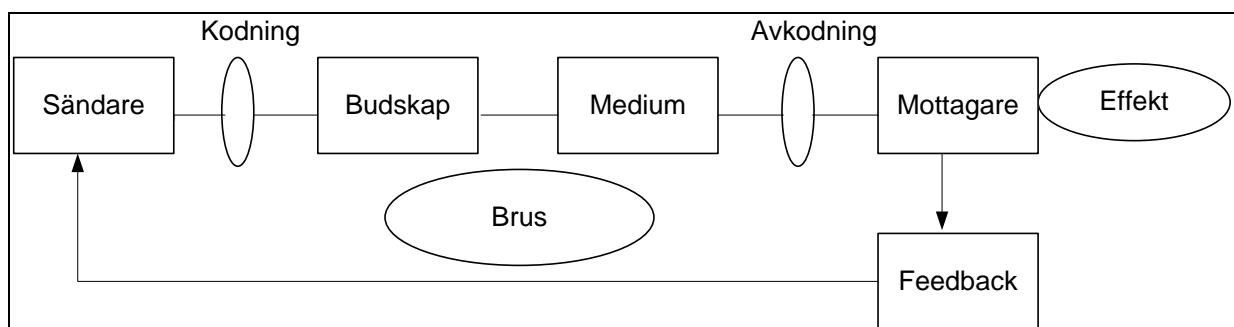 Kodning
Avkodning
Sändare
Budskap
Medium
Mottagare
Effekt
Brus
Feedback